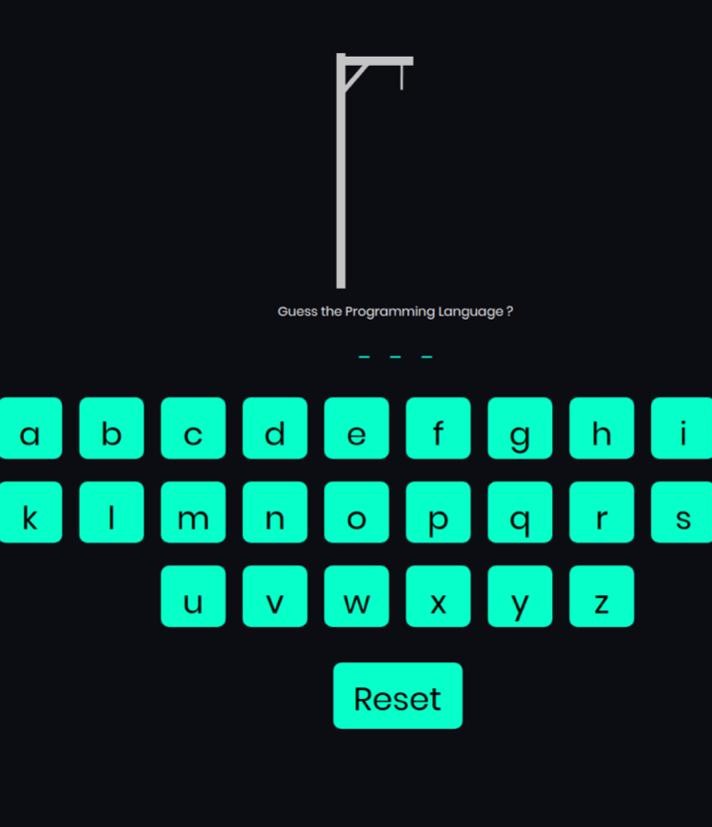 Guess the Programming Language ?
_ _ _
a b c d e f g h i
k l m n o p q r s
u v w x y z
Reset